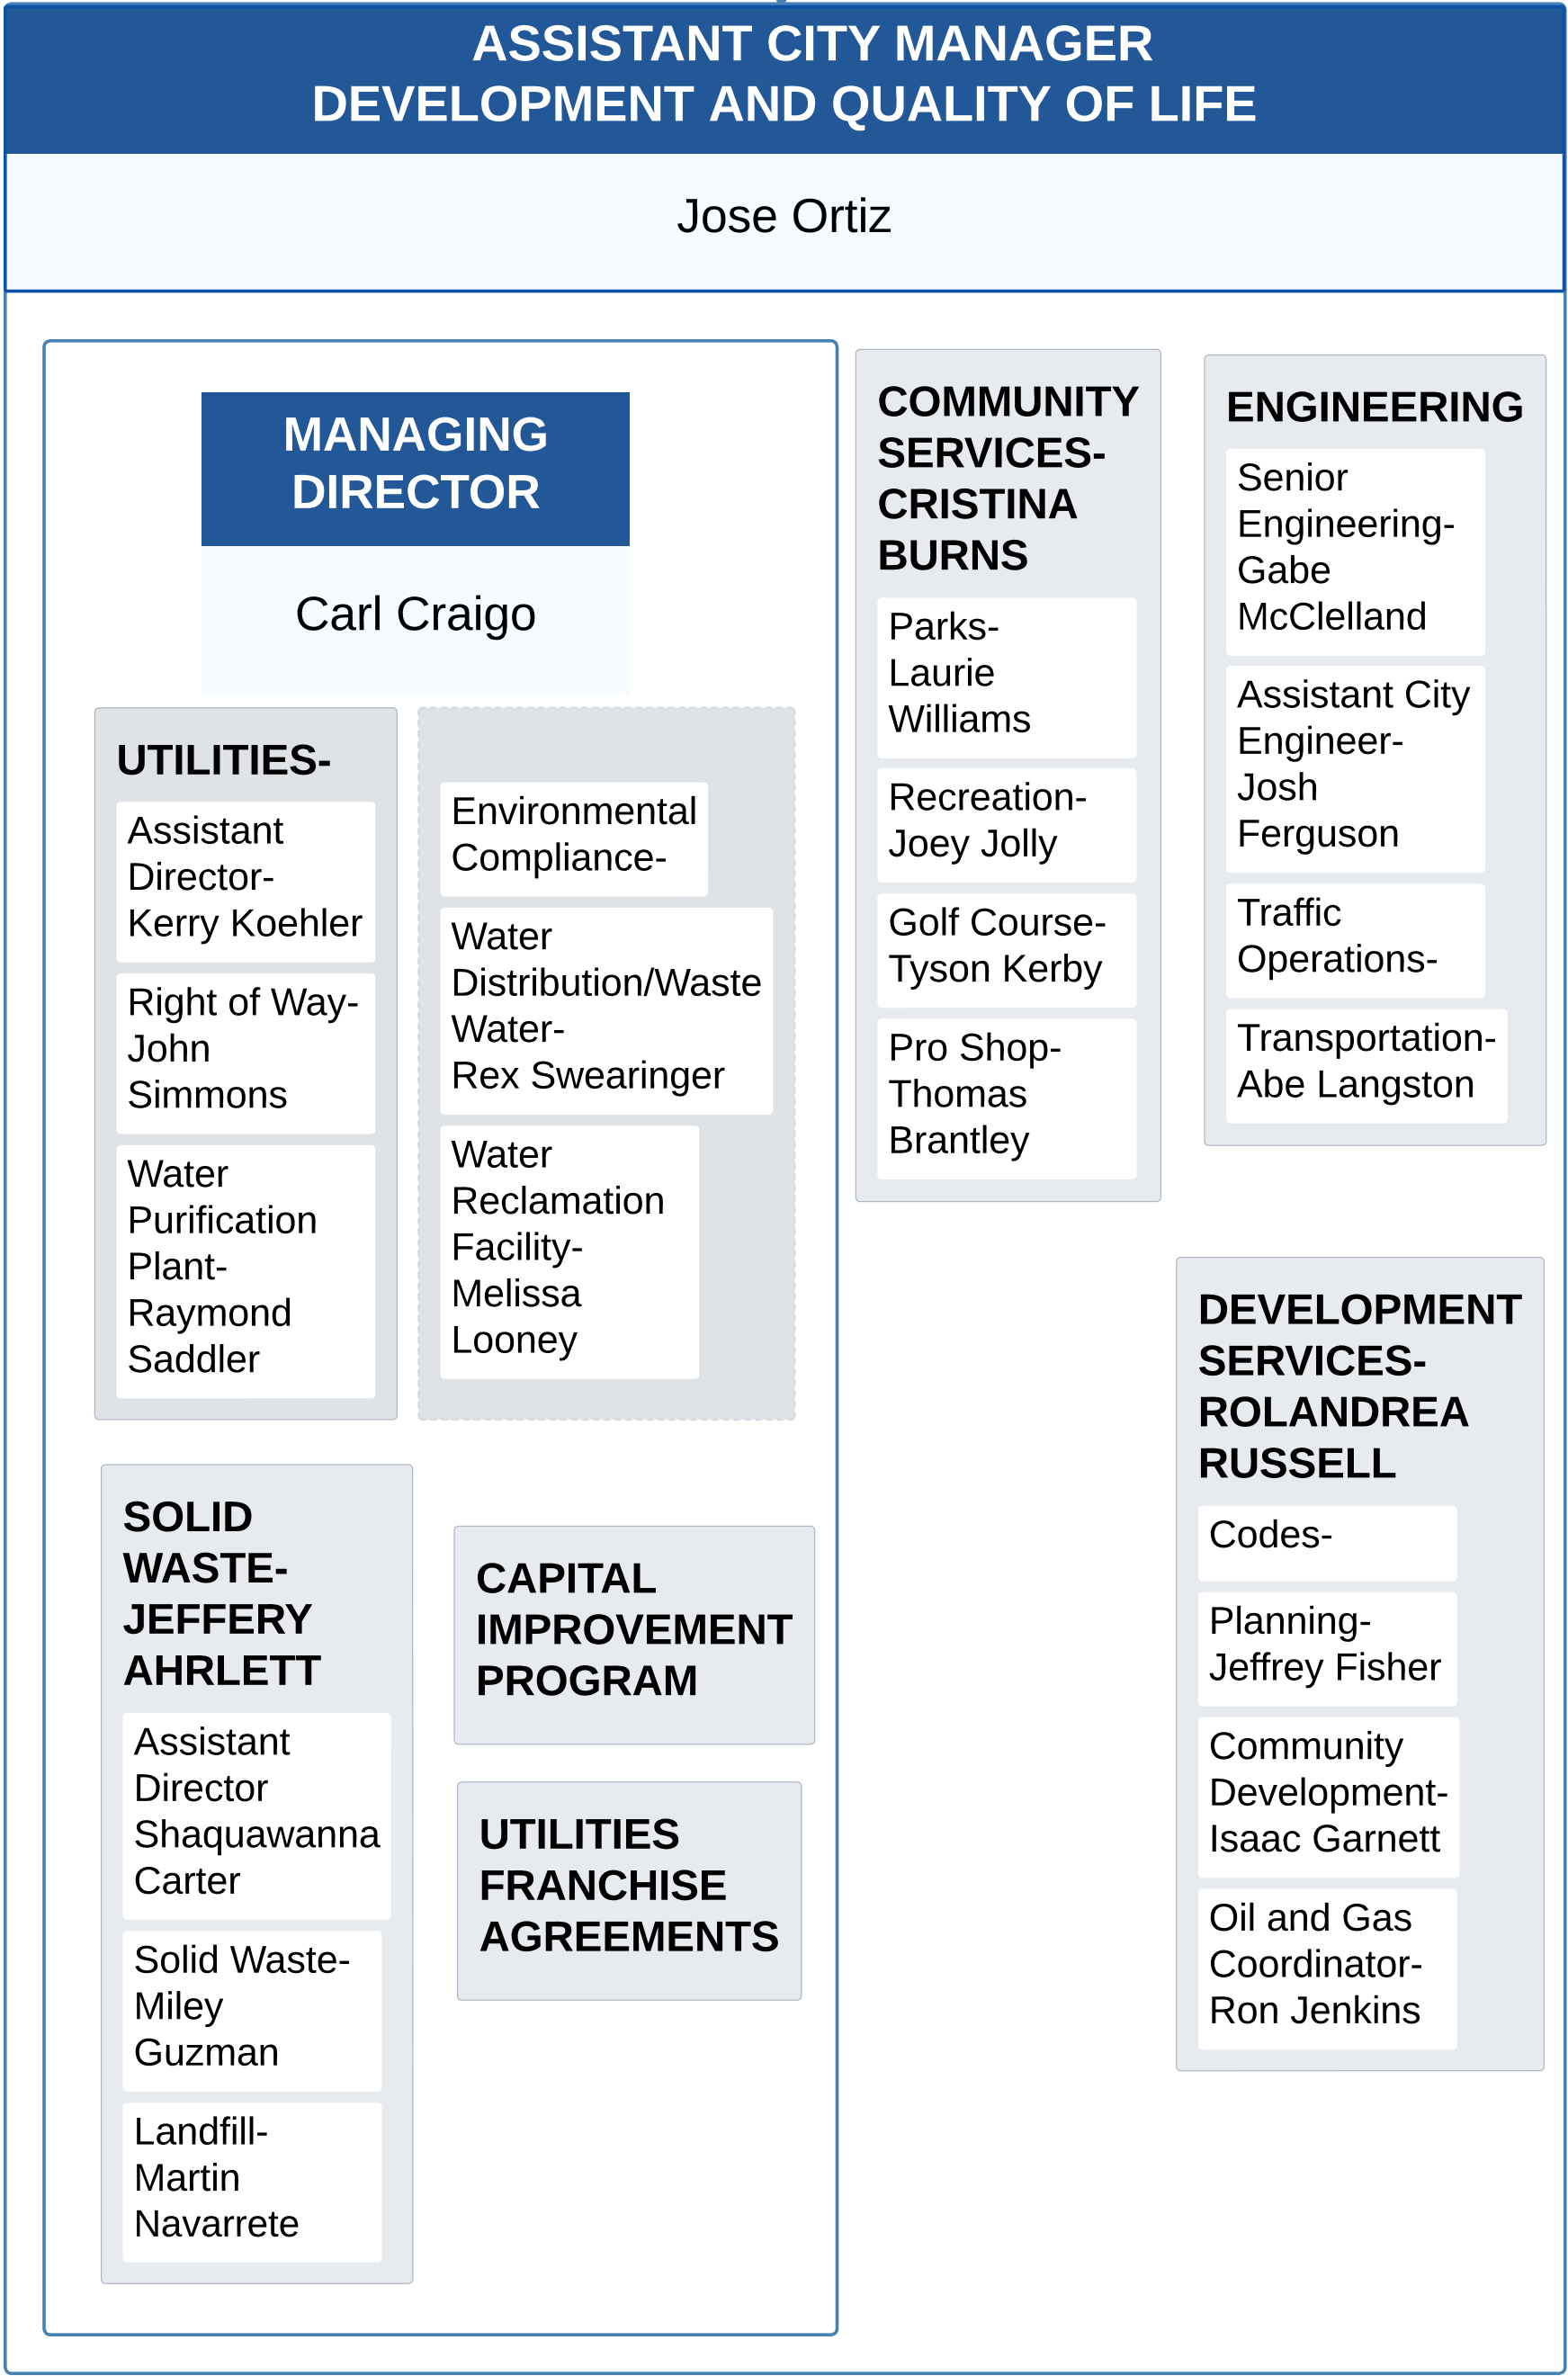 ASSISTANT CITY MANAGER
DEVELOPMENT AND QUALITY OF LIFE
Jose Ortiz
MANAGING
DIRECTOR
Carl Craigo
UTILITIES-
Assistant
Director-
Kerry Koehler
Right of Way-
John
Simmons
Water
Purification
Plant-
Raymond
Saddler
Environmental
Compliance-
Water
Distribution/Waste
Water-
Rex Swearinger
Water
Reclamation
Facility-
Melissa
Looney
SOLID
WASTE-
JEFFERY
AHRLETT
Assistant
Director
Shaquawanna
Carter
Solid Waste-
Miley
Guzman
Landfill-
Martin
Navarrete
CAPITAL
IMPROVEMENT
PROGRAM
UTILITIES
FRANCHISE
AGREEMENTS
COMMUNITY
SERVICES-
CRISTINA
BURNS
Parks-
Laurie
Williams
Recreation-
Joey Jolly
Golf Course-
Tyson Kerby
Pro Shop-
Thomas
Brantley
ENGINEERING
Senior
Engineering-
Gabe
McClelland
Assistant City
Engineer-
Josh
Ferguson
Traffic
Operations-
Transportation-
Abe Langston
DEVELOPMENT
SERVICES-
ROLANDREA
RUSSELL
Codes-
Planning-
Jeffrey Fisher
Community
Development-
Isaac Garnett
Oil and Gas
Coordinator-
Ron Jenkins